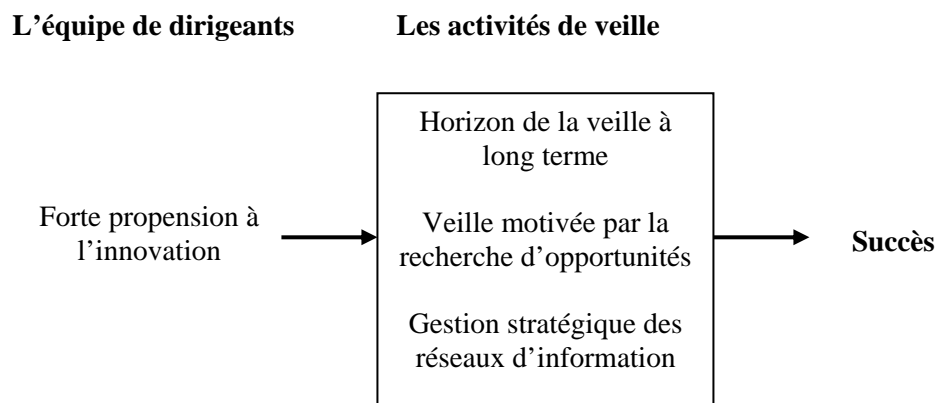 L’équipe de dirigeants
Les activités de veille
Horizon de la veille à
long terme
Forte propension à
l’innovation
Veille motivée par la
recherche d’opportunités
Succès
Gestion stratégique des
réseaux d’information